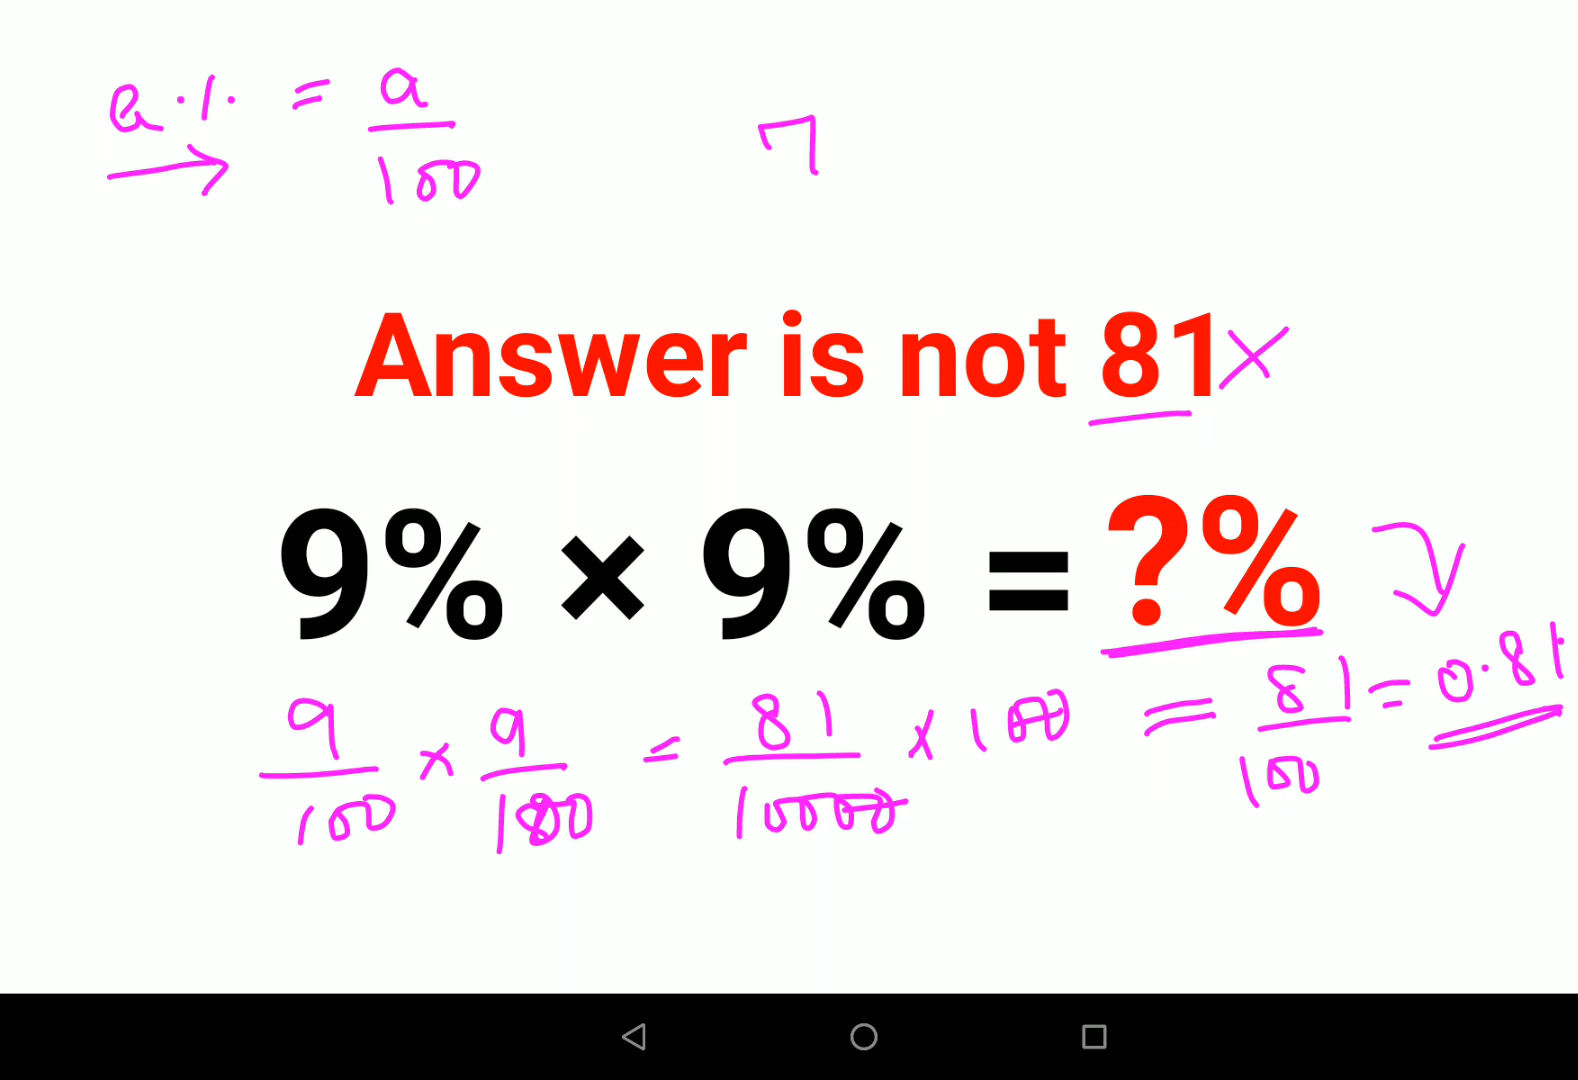 a% = a/100
Answer is not 81 ×
9% × 9% = ?%
9/100 × 9/100 = 81/10000 × 100 = 81/100 = 0.81